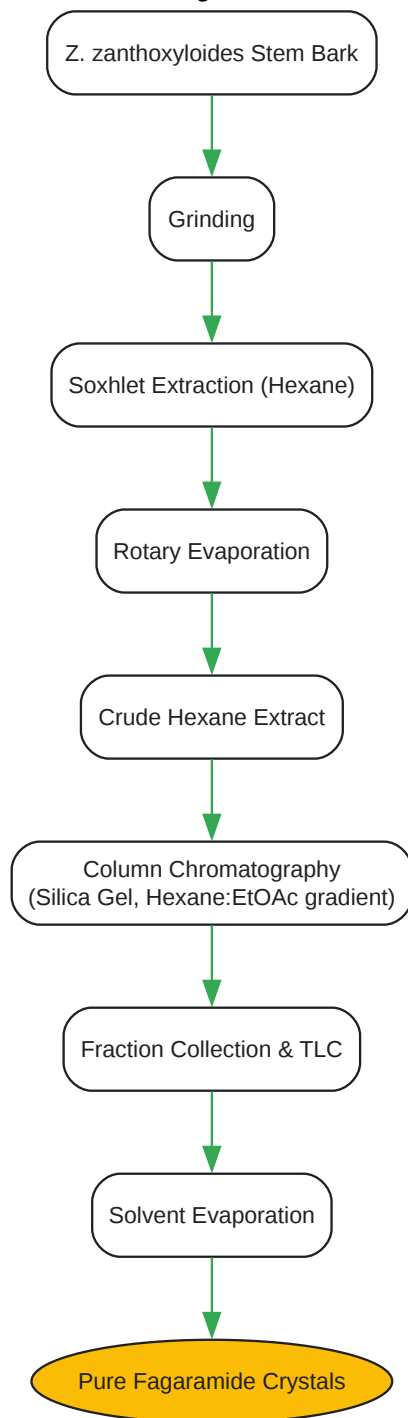 Z. zanthoxyloides Stem Bark
Grinding
Soxhlet Extraction (Hexane)
Rotary Evaporation
Crude Hexane Extract
Column Chromatography
(Silica Gel, Hexane:EtOAc gradient)
Fraction Collection & TLC
Solvent Evaporation
Pure Fagaramide Crystals